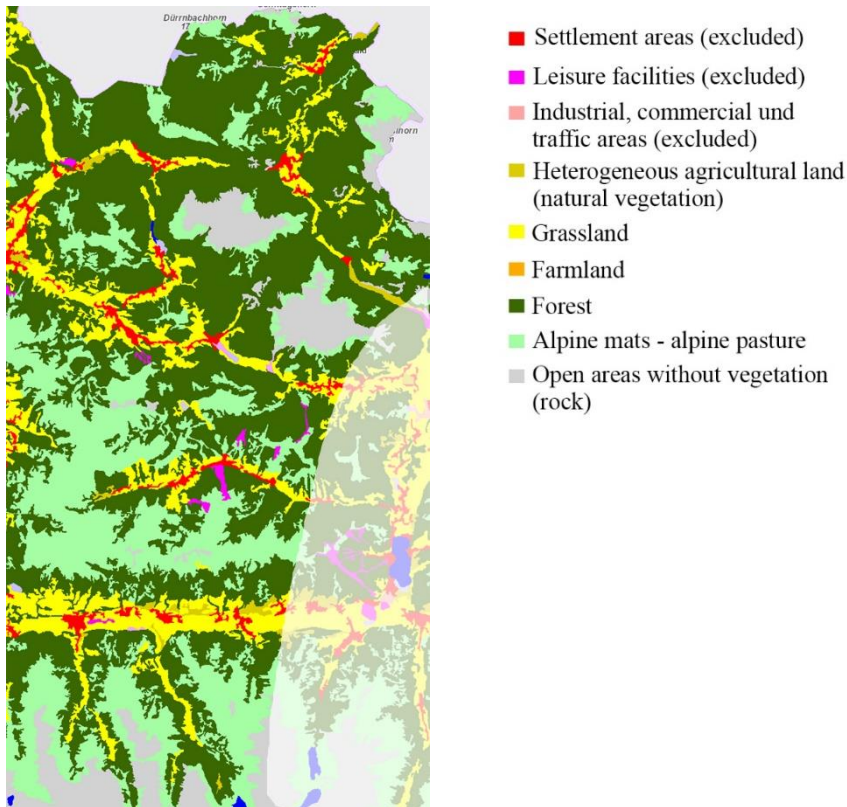 Dürrnbachhorn
Settlement areas (excluded)
Leisure facilities (excluded)
Industrial, commercial und
traffic areas (excluded)
Heterogeneous agricultural land
(natural vegetation)
Grassland
Farmland
Forest
Alpine mats - alpine pasture
Open areas without vegetation
(rock)